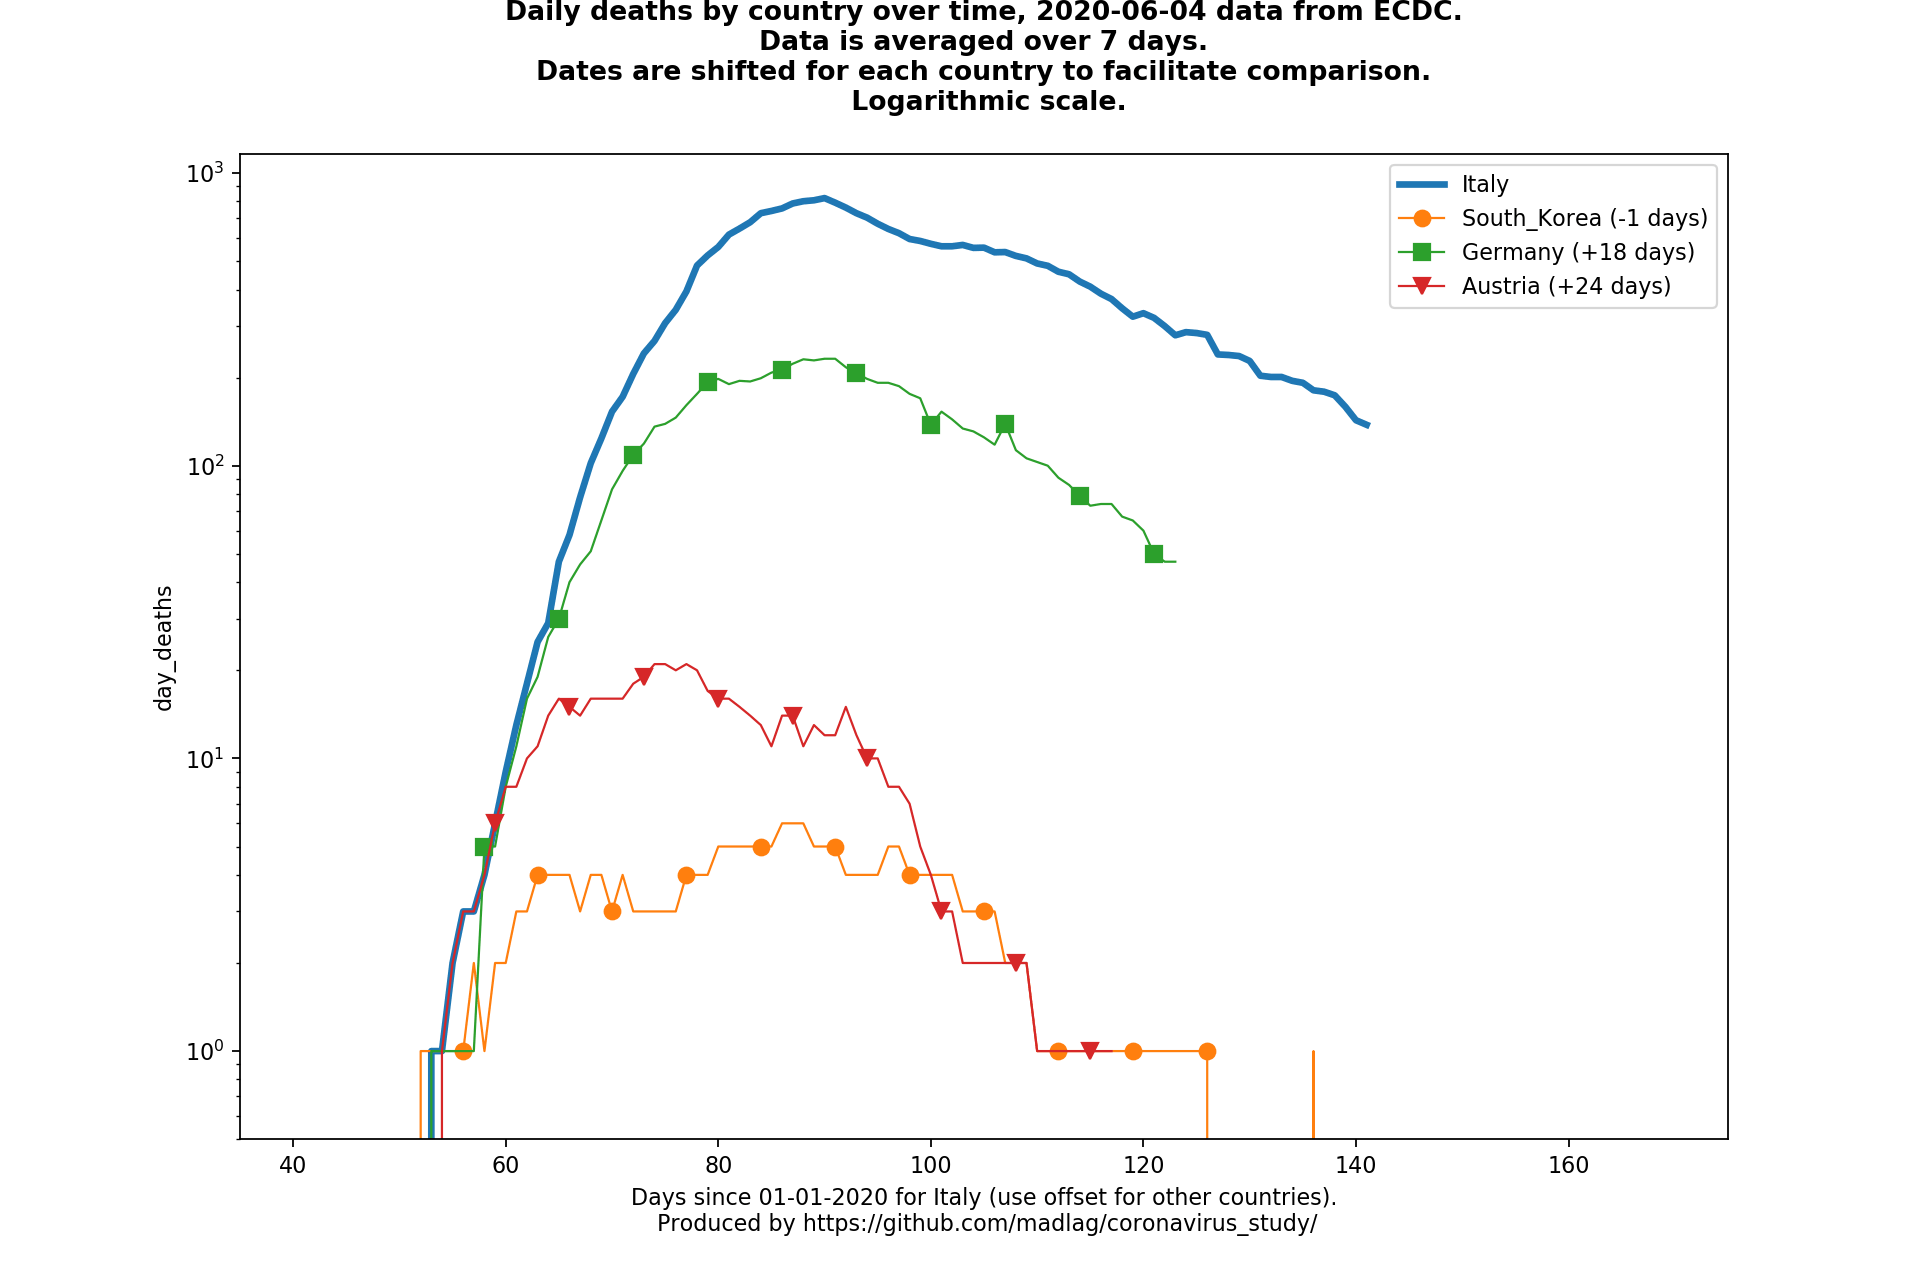 Daily deaths by country over time, 2020-06-04 data from ECDC.
Data is averaged over 7 days.
Dates are shifted for each country to facilitate comparison.
Logarithmic scale.
10³
10²
10¹
10⁰
day_deaths
Italy
South_Korea (-1 days)
Germany (+18 days)
Austria (+24 days)
40 60 80 100 120 140 160
Days since 01-01-2020 for Italy (use offset for other countries).
Produced by https://github.com/madlag/coronavirus_study/